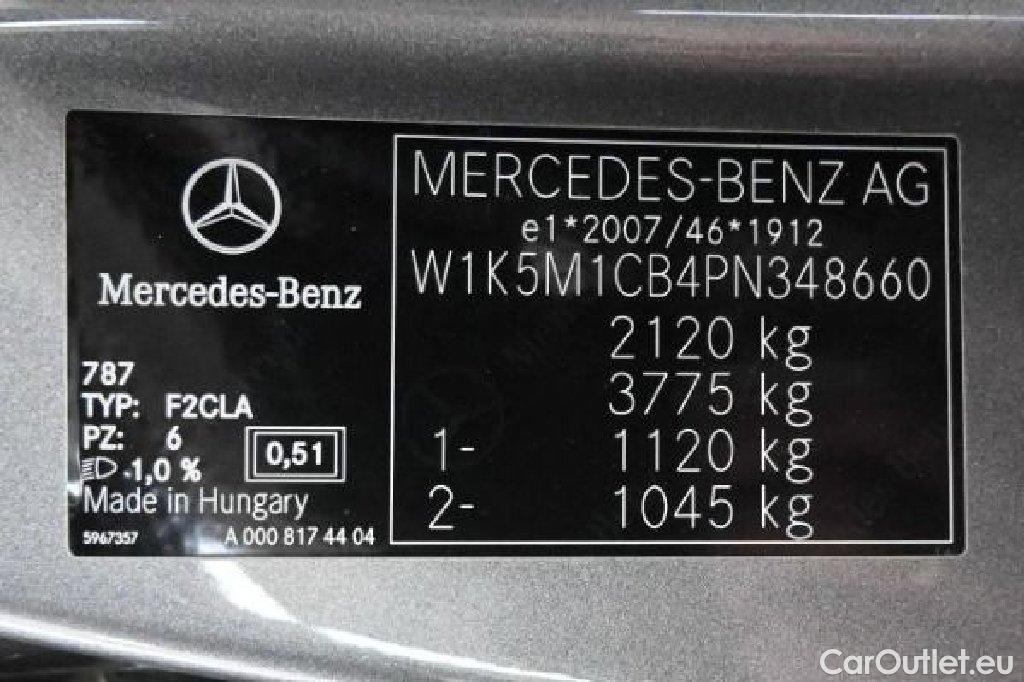 Mercedes-Benz
787
TYP: F2CLA
PZ: 6
-1,0 %
0,51
Made in Hungary
5967357
A 000 817 44 04
MERCEDES-BENZ AG
e1*2007/46*1912
W1K5M1CB4PN348660
2120 kg
3775 kg
1- 1120 kg
2- 1045 kg
CarOutlet.eu